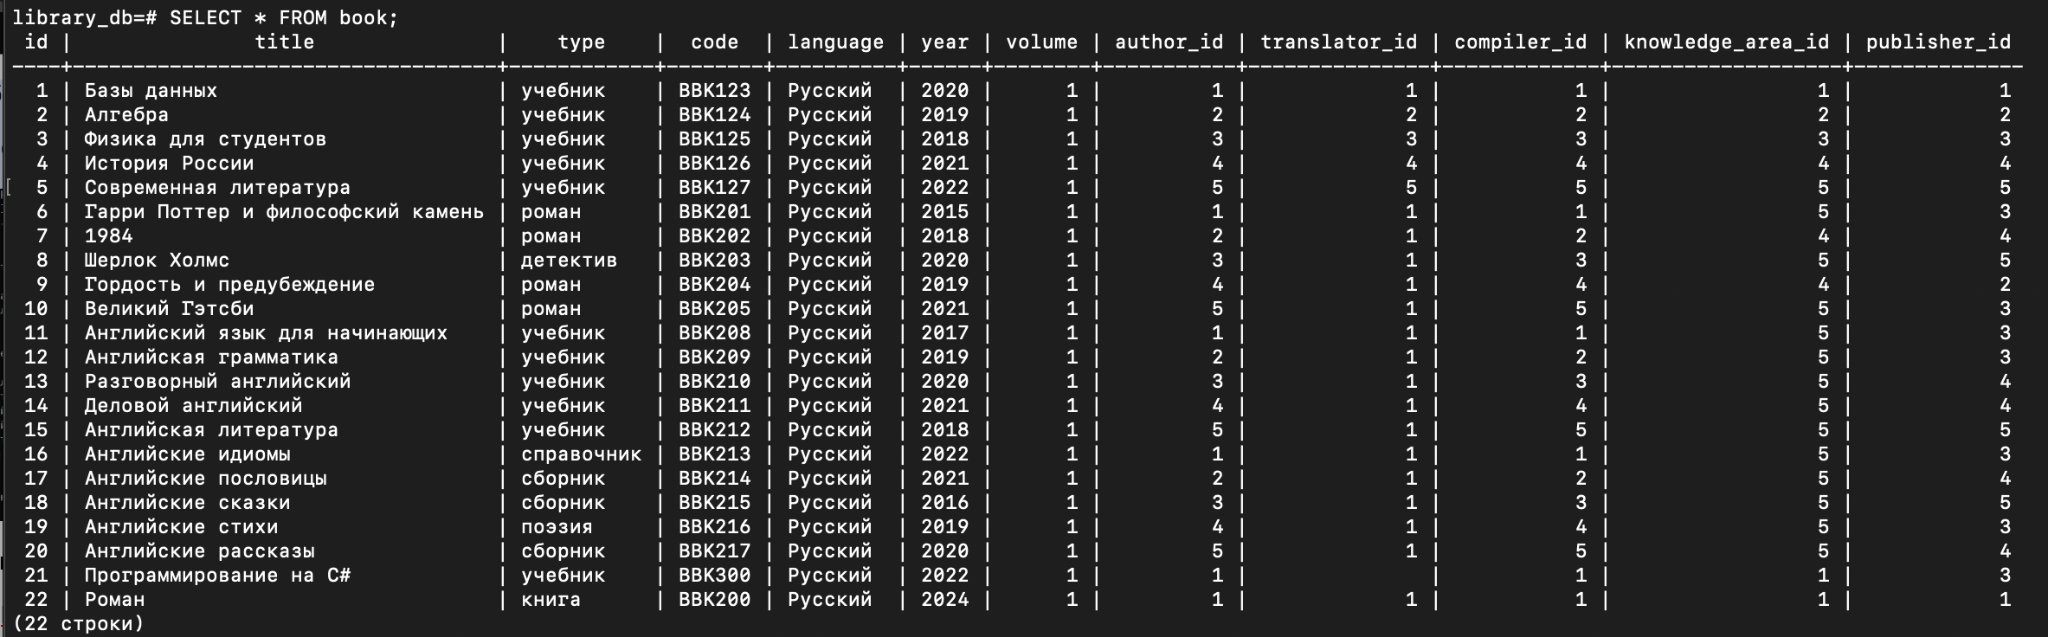 library_db=# SELECT * FROM book;
 id |               title               |    type    |  code  | language | year | volume | author_id | translator_id | compiler_id | knowledge_area_id | publisher_id
----+-----------------------------------+------------+--------+----------+------+--------+-----------+---------------+-------------+-------------------+--------------
  1 | Базы данных                       | учебник    | BBK123 | Русский  | 2020 |      1 |         1 |             1 |           1 |                 1 |            1
  2 | Алгебра                           | учебник    | BBK124 | Русский  | 2019 |      1 |         2 |             2 |           2 |                 2 |            2
  3 | Физика для студентов              | учебник    | BBK125 | Русский  | 2018 |      1 |         3 |             3 |           3 |                 3 |            3
  4 | История России                    | учебник    | BBK126 | Русский  | 2021 |      1 |         4 |             4 |           4 |                 4 |            4
  5 | Современная литература            | учебник    | BBK127 | Русский  | 2022 |      1 |         5 |             5 |           5 |                 5 |            5
  6 | Гарри Поттер и философский камень | роман      | BBK201 | Русский  | 2015 |      1 |         1 |             1 |           1 |                 5 |            3
  7 | 1984                              | роман      | BBK202 | Русский  | 2018 |      1 |         2 |             1 |           2 |                 4 |            4
  8 | Шерлок Холмс                      | детектив   | BBK203 | Русский  | 2020 |      1 |         3 |             1 |           3 |                 5 |            5
  9 | Гордость и предубеждение          | роман      | BBK204 | Русский  | 2019 |      1 |         4 |             1 |           4 |                 4 |            2
 10 | Великий Гэтсби                    | роман      | BBK205 | Русский  | 2021 |      1 |         5 |             1 |           5 |                 5 |            3
 11 | Английский язык для начинающих    | учебник    | BBK208 | Русский  | 2017 |      1 |         1 |             1 |           1 |                 5 |            3
 12 | Английская грамматика             | учебник    | BBK209 | Русский  | 2019 |      1 |         2 |             1 |           2 |                 5 |            3
 13 | Разговорный английский            | учебник    | BBK210 | Русский  | 2020 |      1 |         3 |             1 |           3 |                 5 |            4
 14 | Деловой английский                | учебник    | BBK211 | Русский  | 2021 |      1 |         4 |             1 |           4 |                 5 |            4
 15 | Английская литература             | учебник    | BBK212 | Русский  | 2018 |      1 |         5 |             1 |           5 |                 5 |            5
 16 | Английские идиомы                 | справочник | BBK213 | Русский  | 2022 |      1 |         1 |             1 |           1 |                 5 |            3
 17 | Английские пословицы              | сборник    | BBK214 | Русский  | 2021 |      1 |         2 |             1 |           2 |                 5 |            4
 18 | Английские сказки                 | сборник    | BBK215 | Русский  | 2016 |      1 |         3 |             1 |           3 |                 5 |            5
 19 | Английские стихи                  | поэзия     | BBK216 | Русский  | 2019 |      1 |         4 |             1 |           4 |                 5 |            3
 20 | Английские рассказы               | сборник    | BBK217 | Русский  | 2020 |      1 |         5 |             1 |           5 |                 5 |            4
 21 | Программирование на C#            | учебник    | BBK300 | Русский  | 2022 |      1 |         1 |               |           1 |                 1 |            3
 22 | Роман                             | книга      | BBK200 | Русский  | 2024 |      1 |         1 |             1 |           1 |                 1 |            1
(22 строки)